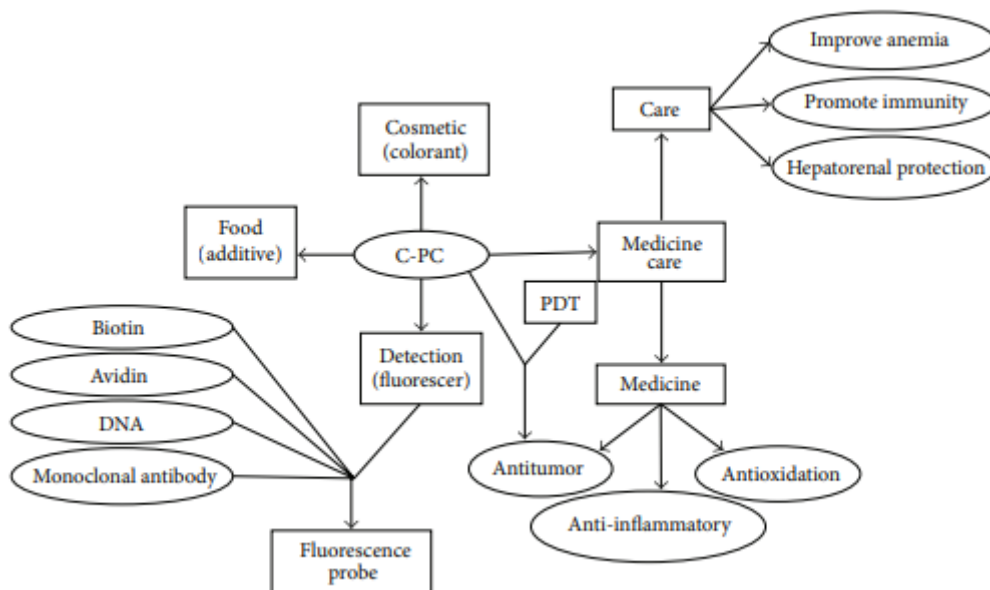 Improve anemia
Care
Promote immunity
Cosmetic
(colorant)
Hepatorenal protection
Food
(additive)
C-PC
Medicine
care
PDT
Biotin
Detection
(fluorescer)
Avidin
Medicine
DNA
Monoclonal antibody
Antitumor
Antioxidation
Anti-inflammatory
Fluorescence
probe